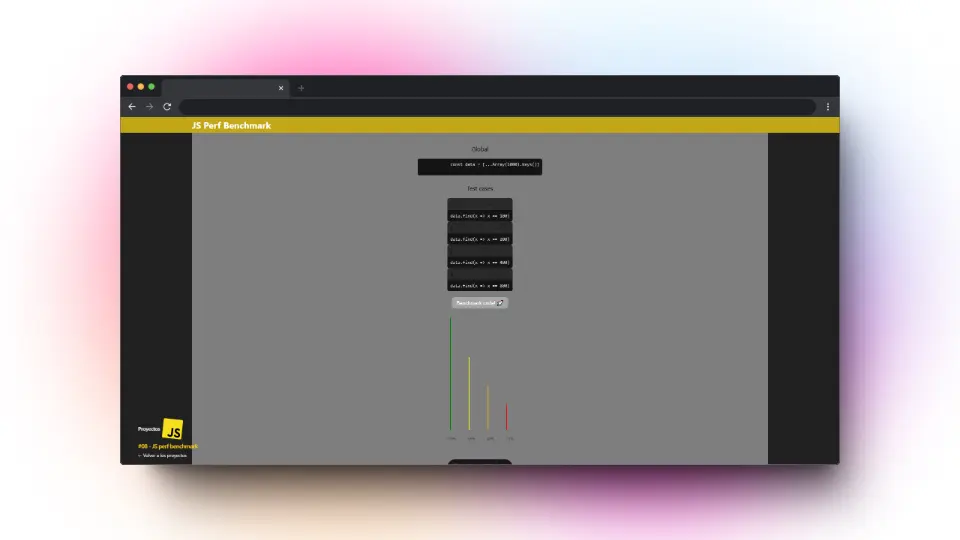 JS Perf Benchmark
Global
const data = [...Array(1000).keys()]
Test cases
data.find(x => x == 100)
data.find(x => x == 200)
data.find(x => x == 400)
data.find(x => x == 800)
Benchmark code!
Proyectos
JS
#08 - JS perf benchmark
← Volver a los proyectos